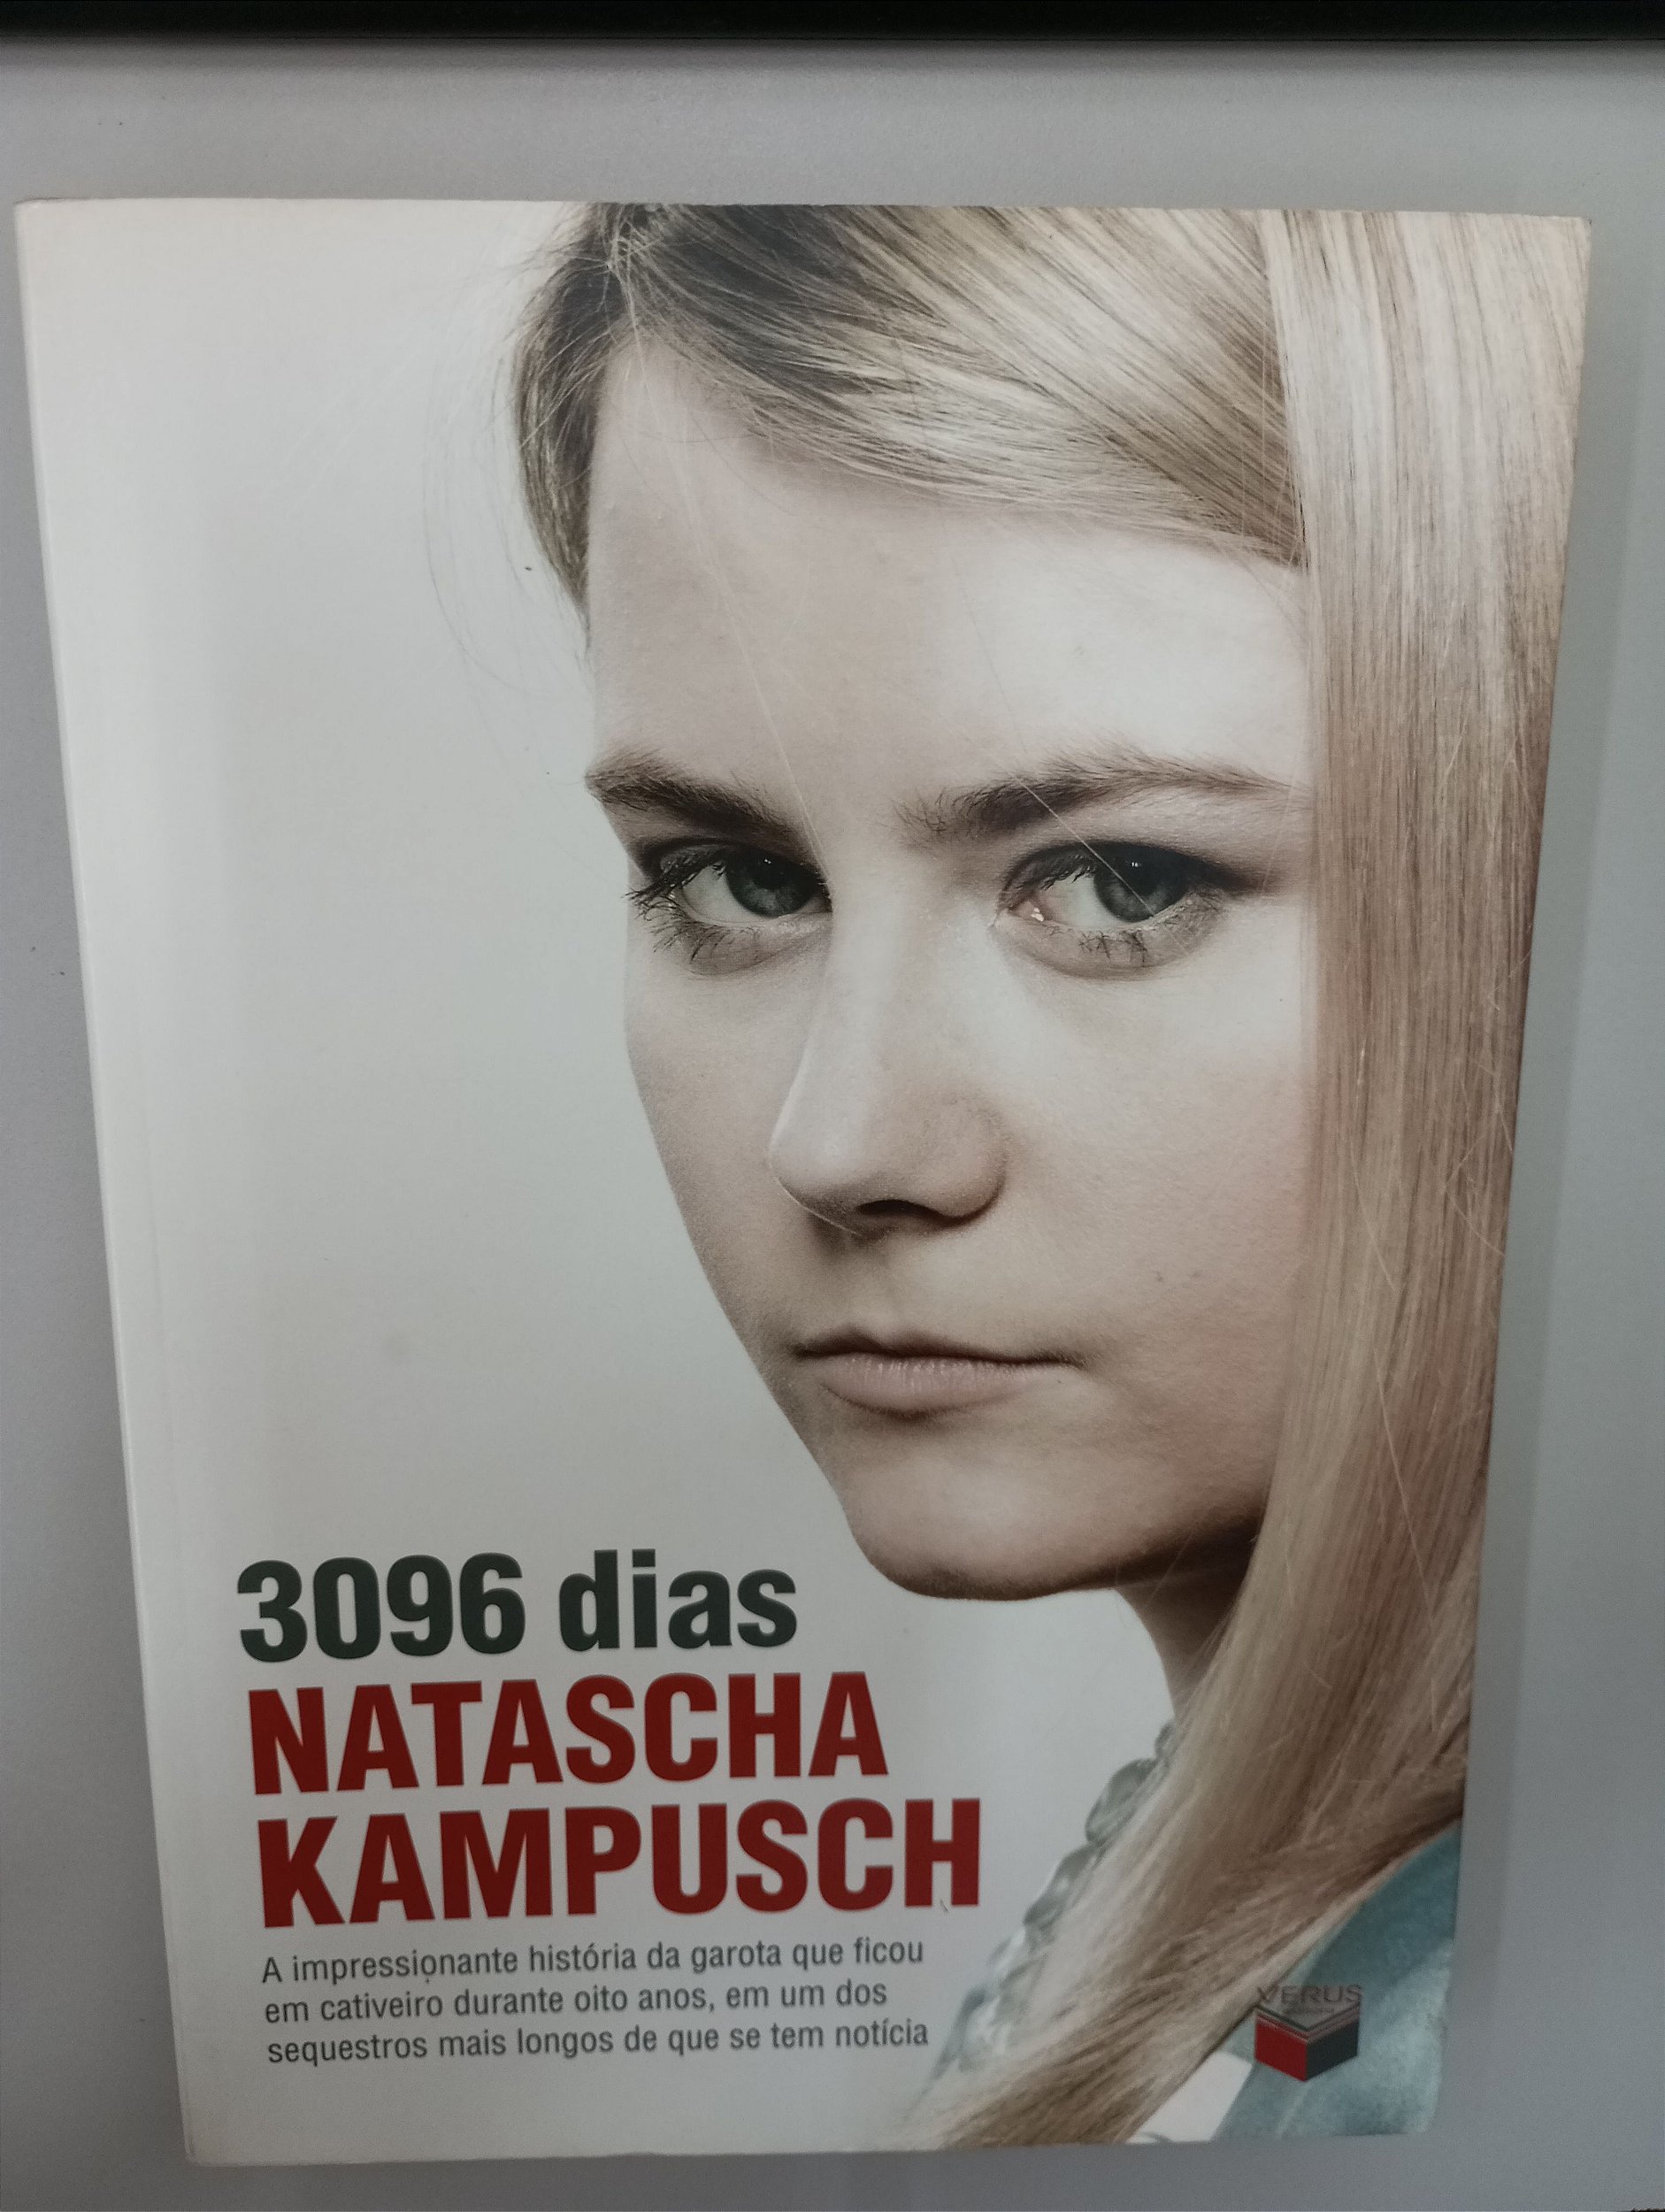 3096 dias
NATASCHA
KAMPUSCH
A impressionante história da garota que ficou
em cativeiro durante oito anos, em um dos
sequestros mais longos de que se tem notícia
VERUS